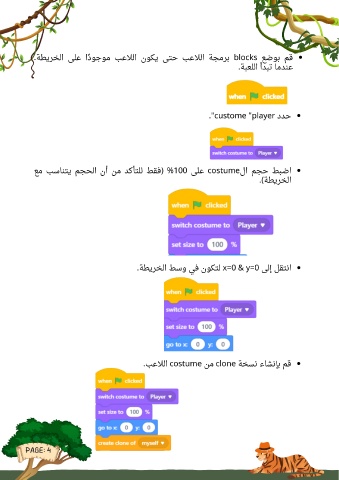 • قم بوضع blocks برمجة اللاعب حتى يكون اللاعب موجودًا على الخريطة.
عندما تبدأ اللعبة.
when clicked
• حدد custome "player".
when clicked
switch costume to Player
• اضبط حجم الcostume على 100% (فقط للتأكد من أن الحجم يتناسب مع
الخريطة).
when clicked
switch costume to Player
set size to 100 %
• انتقل إلى x=0 & y=0 لتكون في وسط الخريطة.
when clicked
switch costume to Player
set size to 100 %
go to x: 0 y: 0
• قم بإنشاء نسخة clone من costume اللاعب.
when clicked
switch costume to Player
set size to 100 %
go to x: 0 y: 0
create clone of myself
PAGE: 4